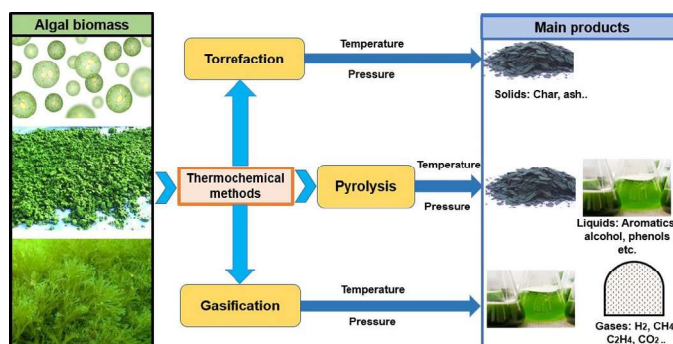 Algal biomass
Main products
Torrefaction
Temperature
Pressure
Solids: Char, ash..
Thermochemical
methods
Pyrolysis
Temperature
Pressure
Liquids: Aromatics,
alcohol, phenols
etc.
Gasification
Temperature
Pressure
Gases: H2, CH4
C2H4, CO2 ..